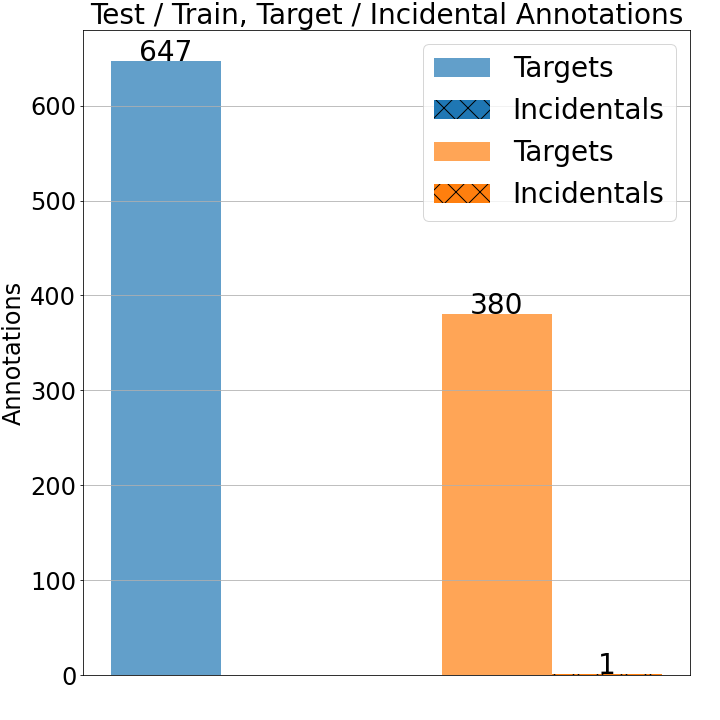 Test / Train, Target / Incidental Annotations
647
Targets
Incidentals
Targets
Incidentals
600
500
400
380
300
200
100
0
1
Annotations